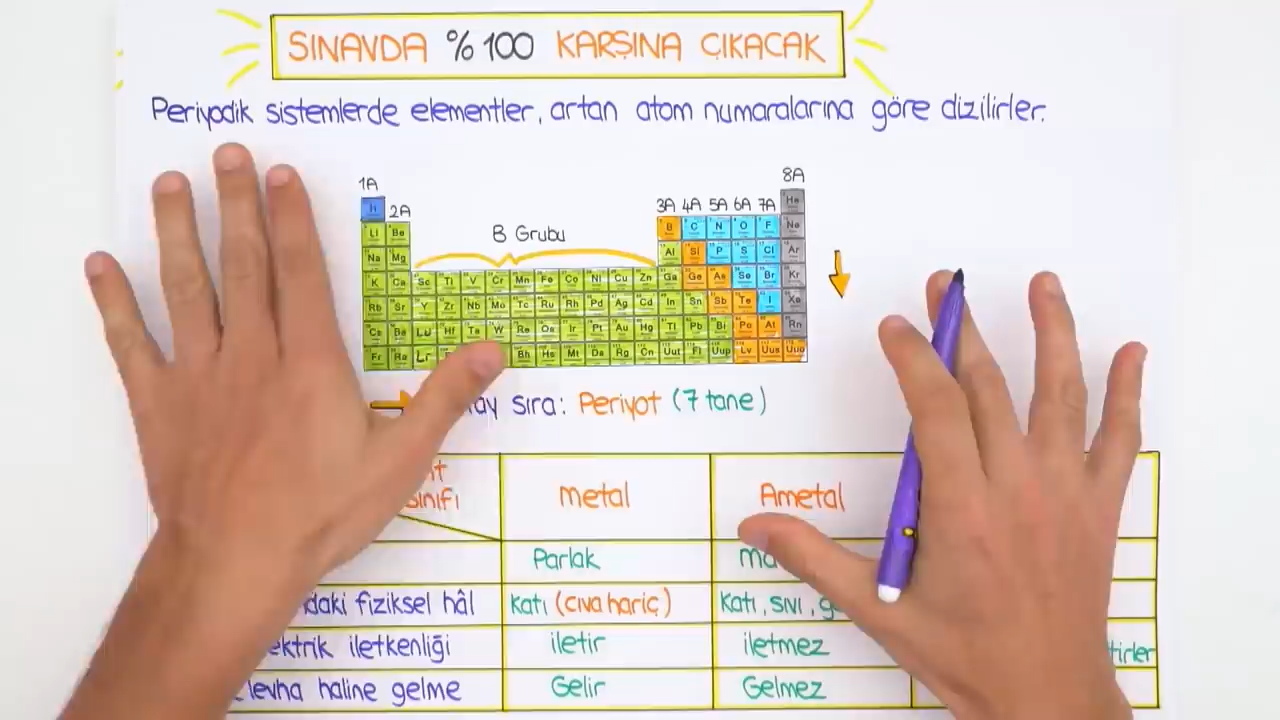 SINAVDA %100 KARŞINA ÇIKACAK
Periyodik sistemlerde elementler, artan atom numaralarına göre dizilirler.
1A 8A
2A 3A 4A 5A 6A 7A
B Grubu
H He
Li Be B C N O F Ne
Na Mg Al Si P S Cl Ar
K Ca Sc Ti V Cr Mn Fe Co Ni Cu Zn Ga Ge As Se Br Kr
Rb Sr Y Zr Nb Mo Tc Ru Rh Pd Ag Cd In Sn Sb Te I Xe
Cs Ba Lu Hf Ta W Re Os Ir Pt Au Hg Tl Pb Bi Po At Rn
Fr Ra Lr Bh Hs Mt Ds Rg Cn Uut Fl Uup Lv Uus Uuo
sıra: Periyot (7 tane)
sınıfı Metal Ametal
Parlak
fiziksel hâl Katı (cıva hariç) Katı, sıvı,
iletkenliği iletir iletmez
levha haline gelme Gelir Gelmez